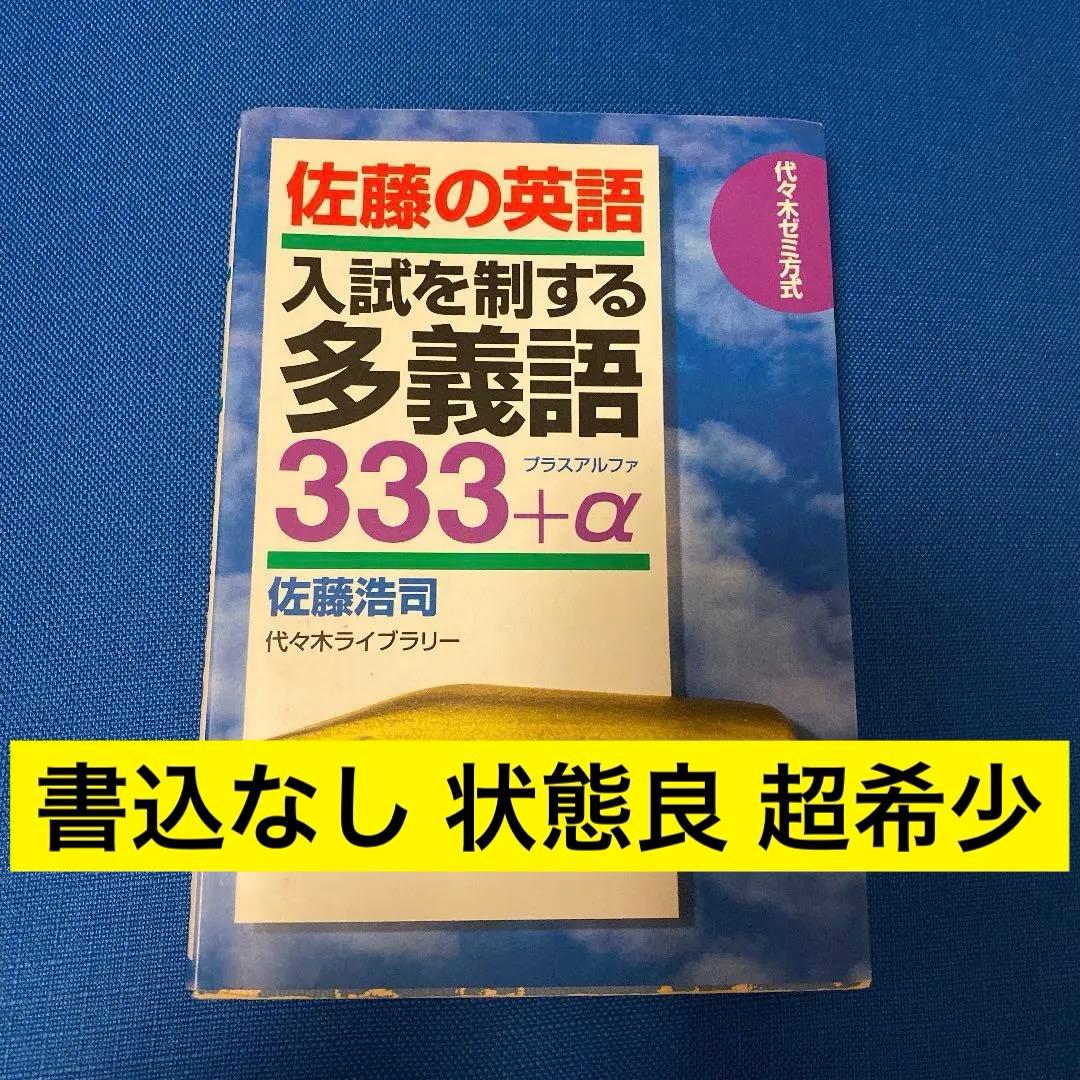 佐藤の英語
代々木ゼミ方式
入試を制する
多義語
プラスアルファ
333+α
佐藤浩司
代々木ライブラリー
書込なし 状態良 超希少